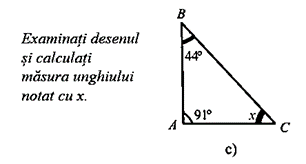 Examinați desenul
și calculați
măsura unghiului
notat cu x.
B
44°
91°
x
A
C
c)